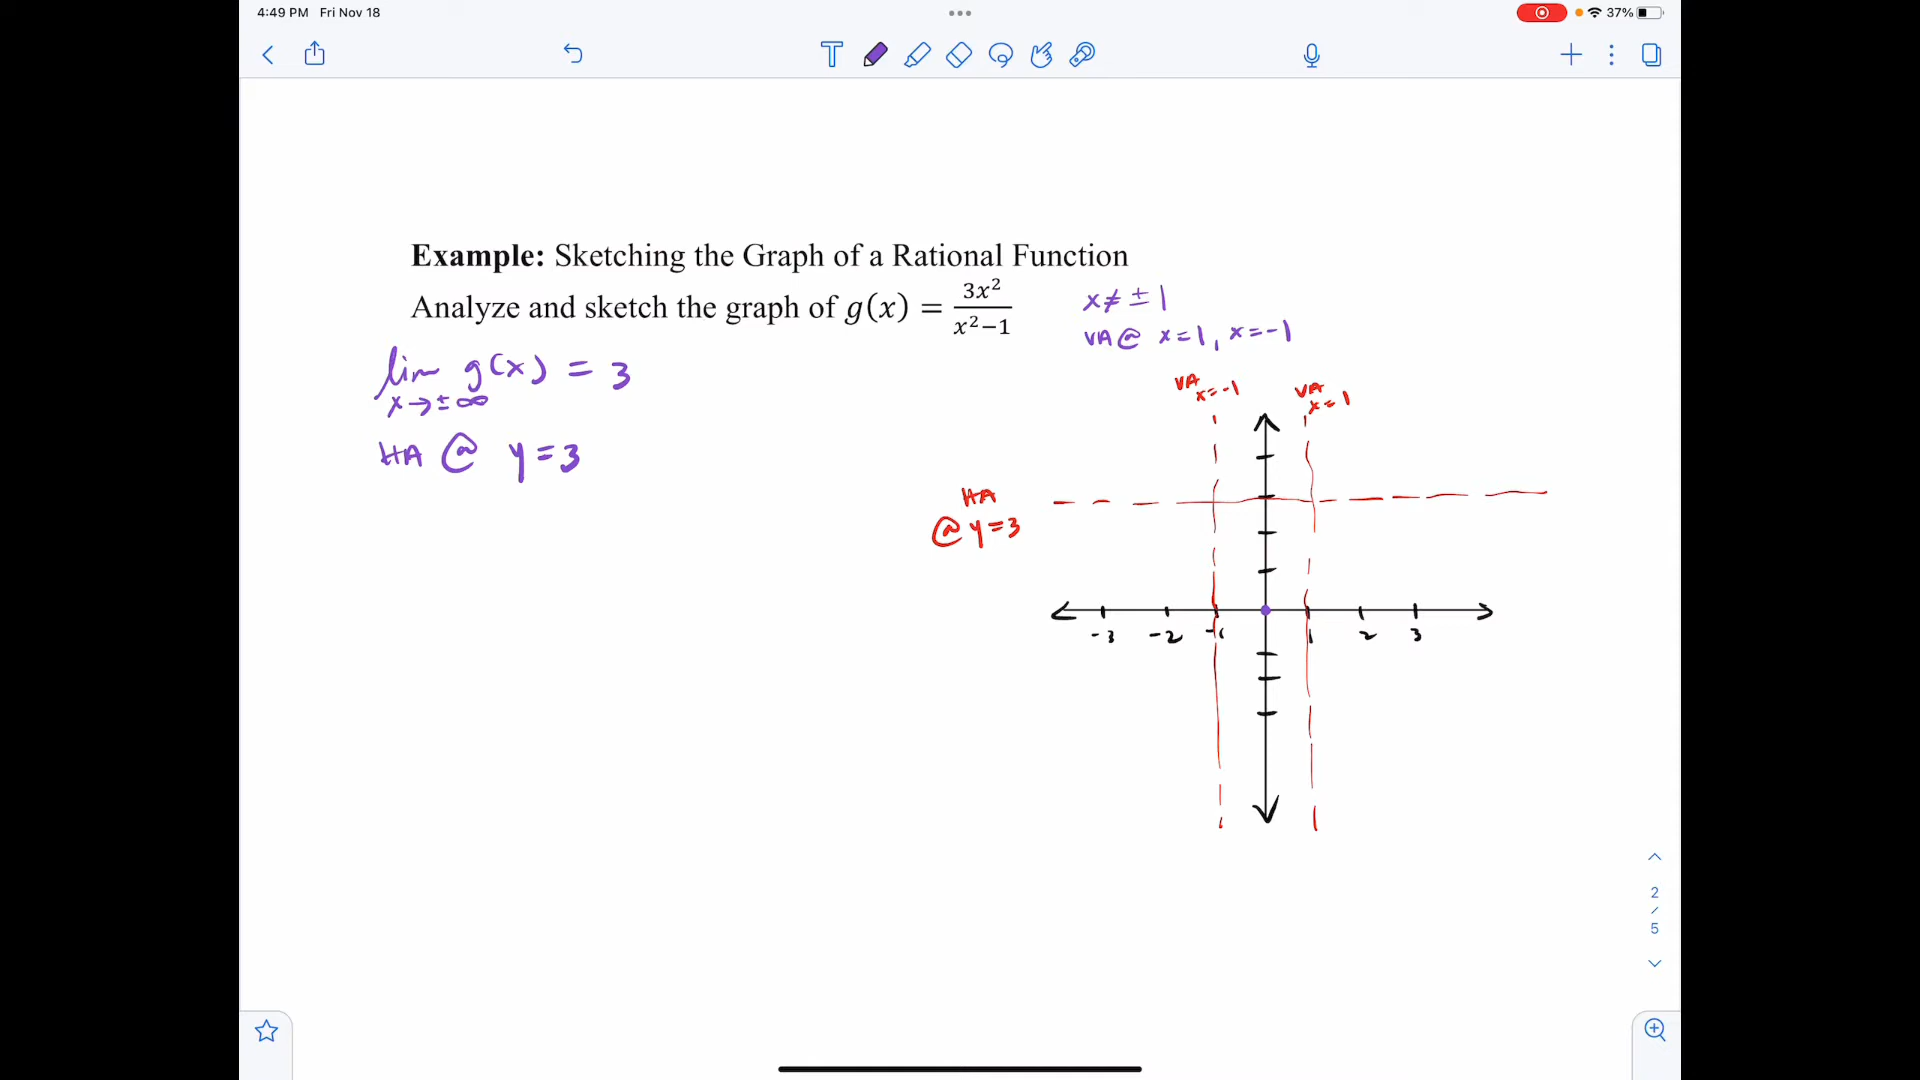 4:49 PM Fri Nov 18
37%
T
Example: Sketching the Graph of a Rational Function
Analyze and sketch the graph of g(x) = 3x²/(x²−1)
x ≠ ± 1
VA @ x = 1, x = -1
lim g(x) = 3
x → ± ∞
HA @ y = 3
VA x = -1
VA x = 1
HA
@ y = 3
-3 -2 -1 1 2 3
2
/
5